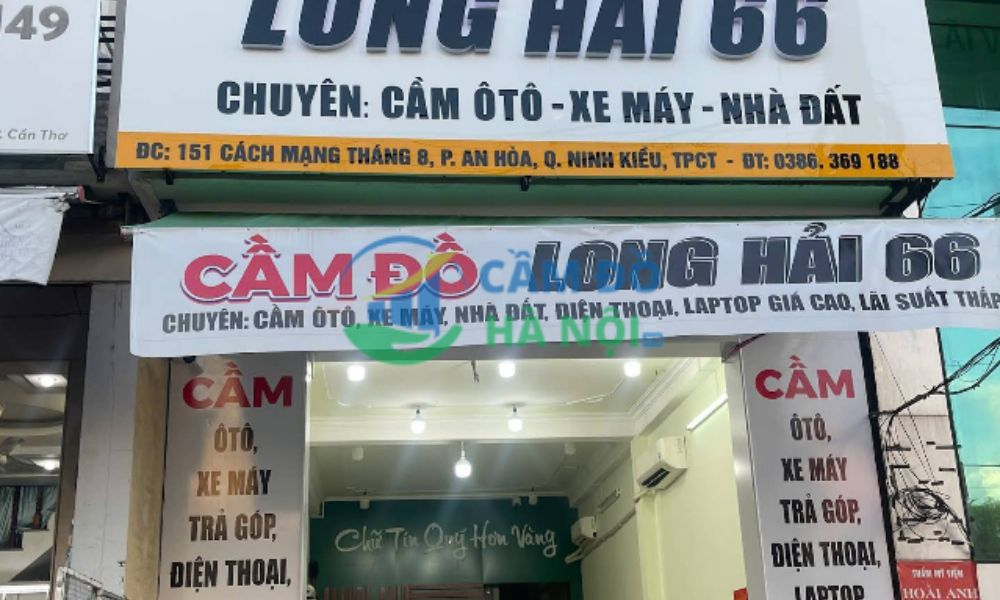 149
. Cần Thơ
LONG HẢI 66
CHUYÊN: CẦM ÔTÔ - XE MÁY - NHÀ ĐẤT
ĐC: 151 CÁCH MẠNG THÁNG 8, P. AN HÒA, Q. NINH KIỀU, TPCT - ĐT: 0386. 369 188
CẦM ĐỒ LONG HẢI 66
CHUYÊN: CẦM ÔTÔ, XE MÁY, NHÀ ĐẤT, ĐIỆN THOẠI, LAPTOP GIÁ CAO, LÃI SUẤT THẤP
CẦM ĐỒ
HÀ NỘI
CẦM
ÔTÔ,
XE MÁY
TRẢ GÓP,
ĐIỆN THOẠI,
Chữ Tín Quý Hơn Vàng
CẦM
ÔTÔ,
XE MÁY
TRẢ GÓP,
ĐIỆN THOẠI,
LAPTOP
THẨM MỸ VIỆN
HOÀI ANH